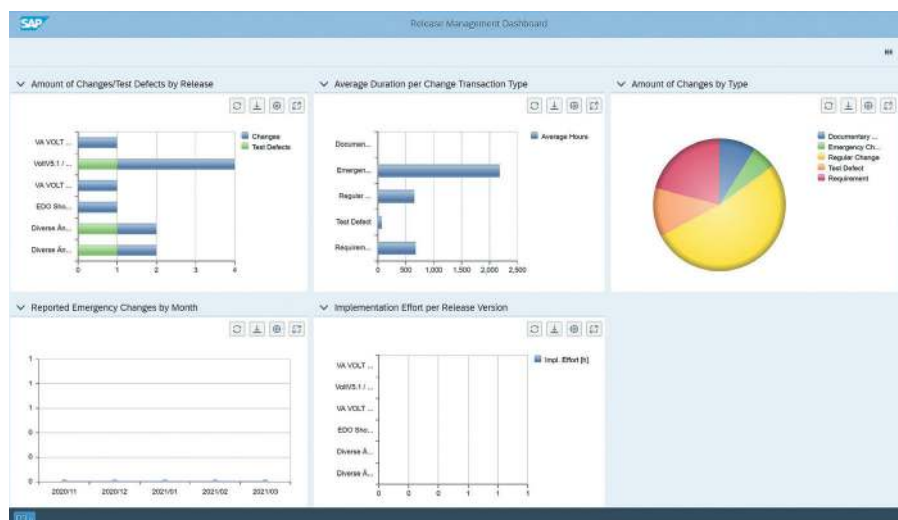 SAP
Release Management Dashboard
Amount of Changes/Test Defects by Release
VA VOLT ...
VoltV5.1 / ...
VA VOLT ...
EDO Sho...
Diverse Än...
Diverse Än...
0 1 2 3 4
Changes
Test Defects
Average Duration per Change Transaction Type
Documen...
Emergen...
Regular ...
Test Defect
Requirem...
0 500 1,000 1,500 2,000 2,500
Average Hours
Amount of Changes by Type
Documentary ...
Emergency Ch...
Regular Change
Test Defect
Requirement
Reported Emergency Changes by Month
1
1
1
0
0
0
2020/11 2020/12 2021/01 2021/02 2021/03
Implementation Effort per Release Version
VA VOLT ...
VoltV5.1 / ...
VA VOLT ...
EDO Sho...
Diverse Ä...
Diverse Ä...
0 0 0 1 1 1
Impl. Effort [h]